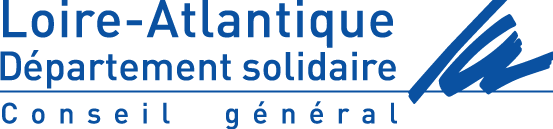 Loire-Atlantique
Département solidaire
Conseil général